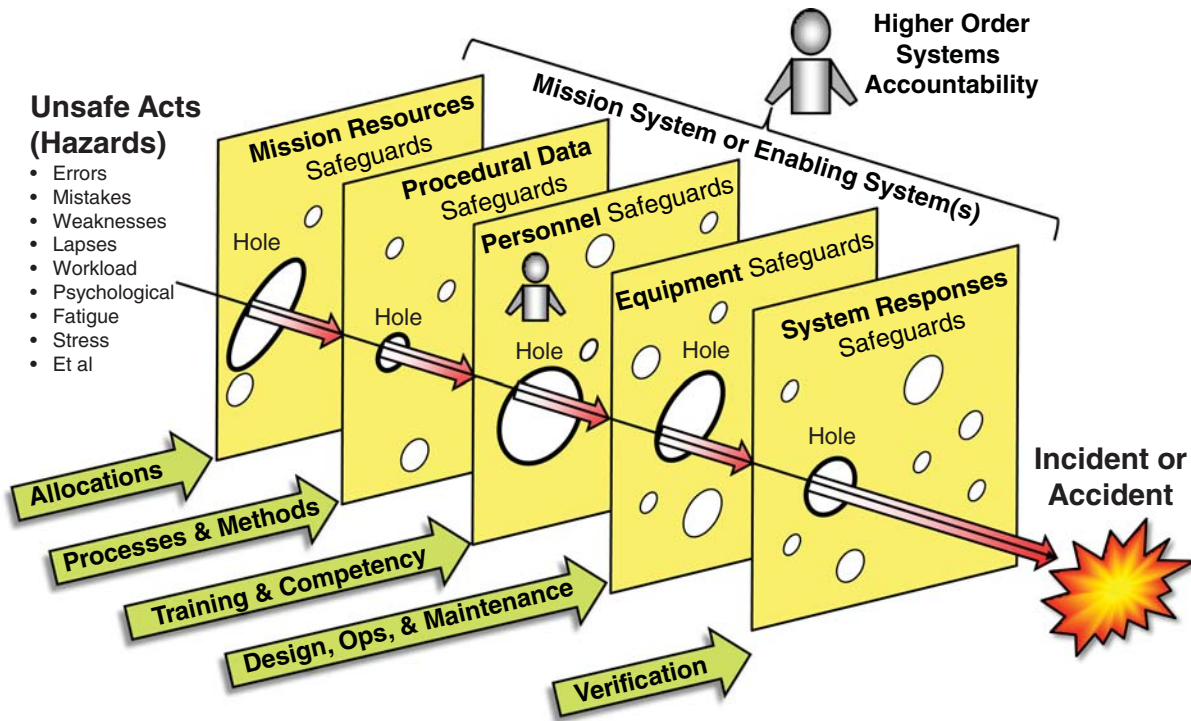 Higher Order
Systems
Accountability
Mission System or Enabling System(s)
Unsafe Acts
(Hazards)
• Errors
• Mistakes
• Weaknesses
• Lapses
• Workload
• Psychological
• Fatigue
• Stress
• Et al
Mission Resources
Safeguards
Hole
Procedural Data
Safeguards
Hole
Personnel Safeguards
Hole
Equipment Safeguards
Hole
System Responses
Safeguards
Hole
Incident or
Accident
Allocations
Processes & Methods
Training & Competency
Design, Ops, & Maintenance
Verification